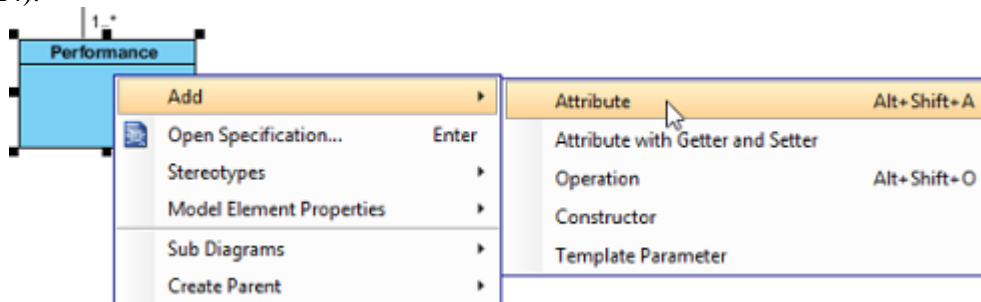 1..*
Performance
Add
Attribute Alt+Shift+A
Open Specification... Enter
Attribute with Getter and Setter
Stereotypes
Operation Alt+Shift+O
Model Element Properties
Constructor
Sub Diagrams
Template Parameter
Create Parent